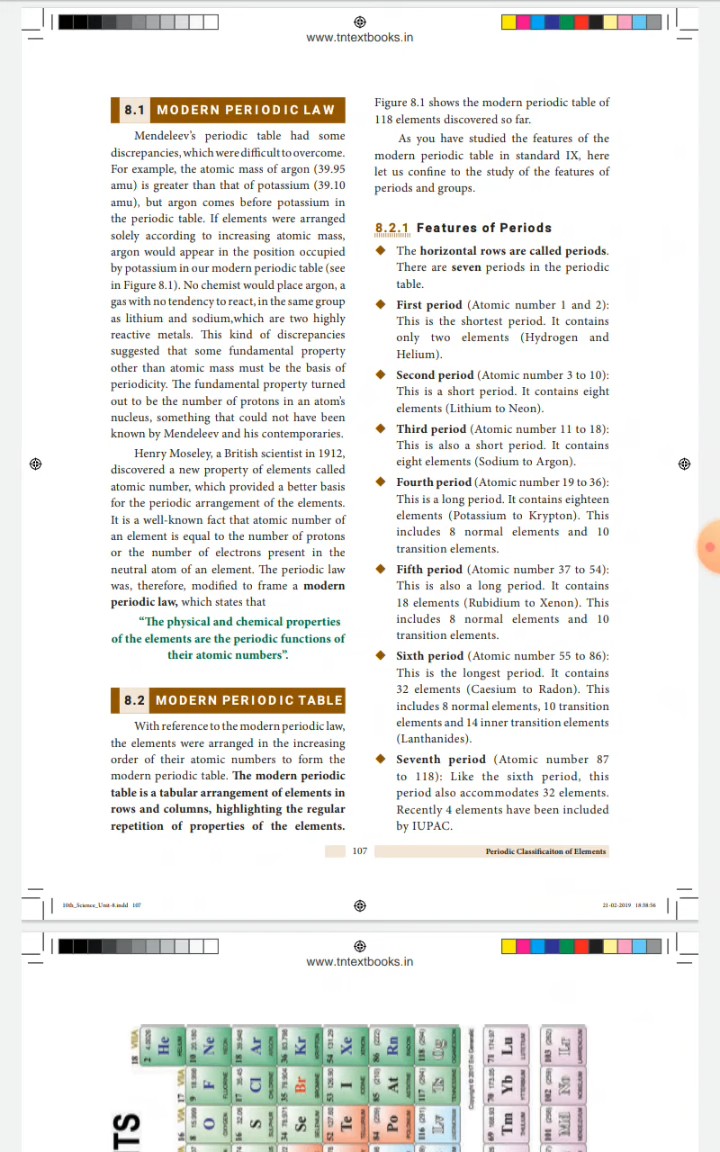 www.tntextbooks.in
8.1 MODERN PERIODIC LAW
Mendeleev's periodic table had some
discrepancies, which were difficult to overcome.
For example, the atomic mass of argon (39.95
amu) is greater than that of potassium (39.10
amu), but argon comes before potassium in
the periodic table. If elements were arranged
solely according to increasing atomic mass,
argon would appear in the position occupied
by potassium in our modern periodic table (see
in Figure 8.1). No chemist would place argon, a
gas with no tendency to react, in the same group
as lithium and sodium,which are two highly
reactive metals. This kind of discrepancies
suggested that some fundamental property
other than atomic mass must be the basis of
periodicity. The fundamental property turned
out to be the number of protons in an atom's
nucleus, something that could not have been
known by Mendeleev and his contemporaries.
Henry Moseley, a British scientist in 1912,
discovered a new property of elements called
atomic number, which provided a better basis
for the periodic arrangement of the elements.
It is a well-known fact that atomic number of
an element is equal to the number of protons
or the number of electrons present in the
neutral atom of an element. The periodic law
was, therefore, modified to frame a modern
periodic law, which states that
"The physical and chemical properties
of the elements are the periodic functions of
their atomic numbers".
8.2 MODERN PERIODIC TABLE
With reference to the modern periodic law,
the elements were arranged in the increasing
order of their atomic numbers to form the
modern periodic table. The modern periodic
table is a tabular arrangement of elements in
rows and columns, highlighting the regular
repetition of properties of the elements.
Figure 8.1 shows the modern periodic table of
118 elements discovered so far.
As you have studied the features of the
modern periodic table in standard IX, here
let us confine to the study of the features of
periods and groups.
8.2.1 Features of Periods
The horizontal rows are called periods.
There are seven periods in the periodic
table.
First period (Atomic number 1 and 2):
This is the shortest period. It contains
only two elements (Hydrogen and
Helium).
Second period (Atomic number 3 to 10):
This is a short period. It contains eight
elements (Lithium to Neon).
Third period (Atomic number 11 to 18):
This is also a short period. It contains
eight elements (Sodium to Argon).
Fourth period (Atomic number 19 to 36):
This is a long period. It contains eighteen
elements (Potassium to Krypton). This
includes 8 normal elements and 10
transition elements.
Fifth period (Atomic number 37 to 54):
This is also a long period. It contains
18 elements (Rubidium to Xenon). This
includes 8 normal elements and 10
transition elements.
Sixth period (Atomic number 55 to 86):
This is the longest period. It contains
32 elements (Caesium to Radon). This
includes 8 normal elements, 10 transition
elements and 14 inner transition elements
(Lanthanides).
Seventh period (Atomic number 87
to 118): Like the sixth period, this
period also accommodates 32 elements.
Recently 4 elements have been included
by IUPAC.
107 Periodic Classificaiton of Elements
10th_Science_Unit-8.indd 107 21-02-2019 18:58:56
www.tntextbooks.in
NTS
18 VIIIA
He Ne Ar Kr Xe Rn Og Lu Lr
17 VIIA
F Cl Br I At Ts Yb No
16 VIA
O S Se Te Po Lv Tm Md